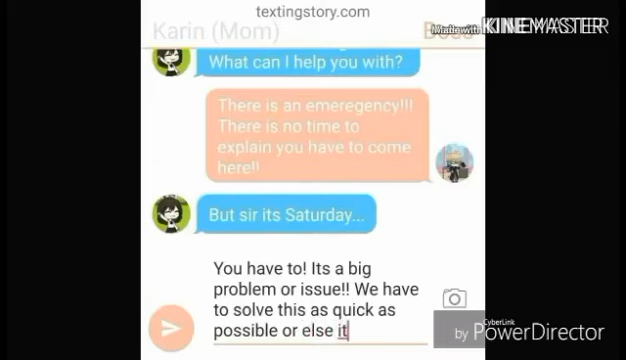 textingstory.com
Karin (Mom)
Made with KINEMASTER
What can I help you with?
There is an emeregency!!!
There is no time to
explain you have to come
here!!
But sir its Saturday...
You have to! Its a big
problem or issue!! We have
to solve this as quick as
possible or else it
CyberLink
by PowerDirector